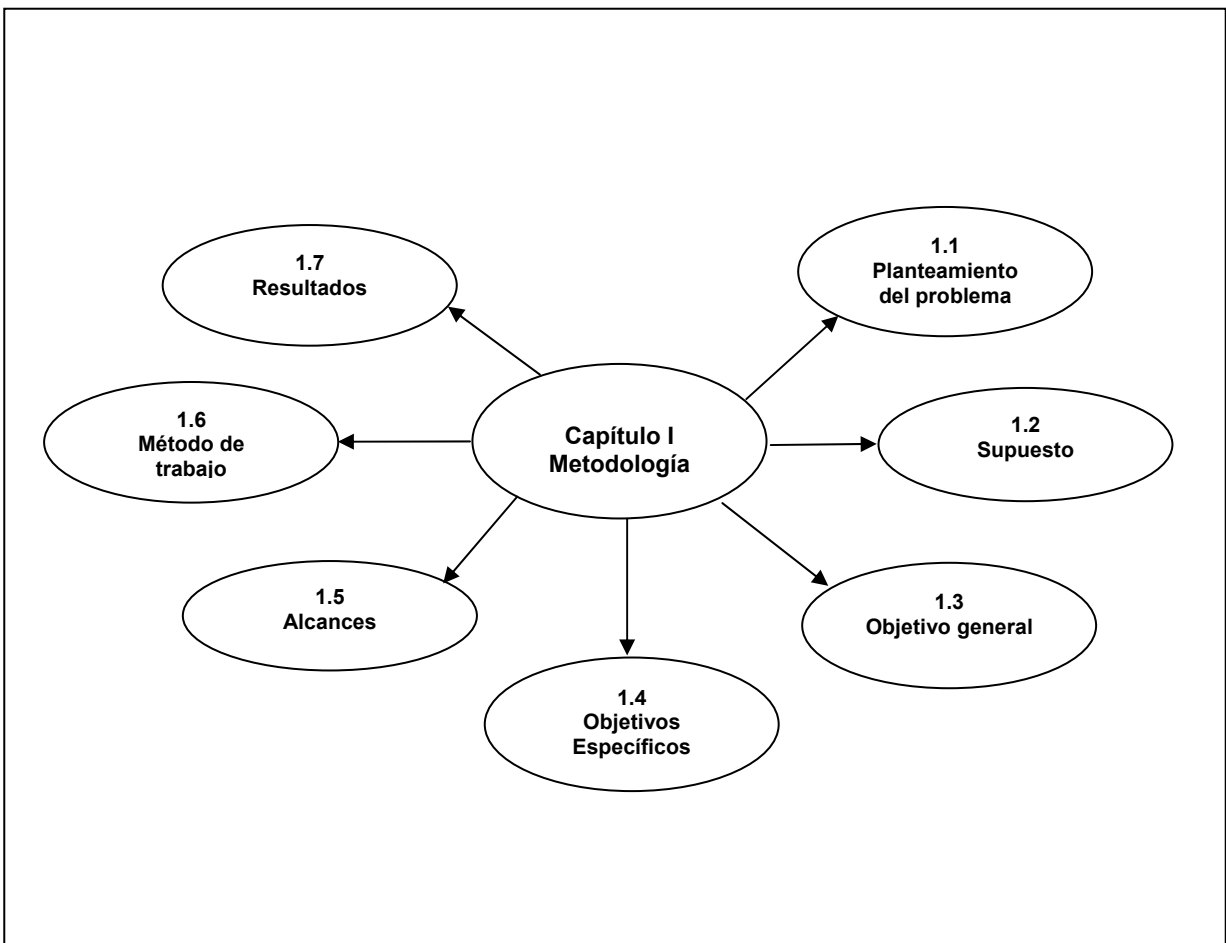 Capítulo I
Metodología
1.1
Planteamiento
del problema
1.2
Supuesto
1.3
Objetivo general
1.4
Objetivos
Específicos
1.5
Alcances
1.6
Método de
trabajo
1.7
Resultados